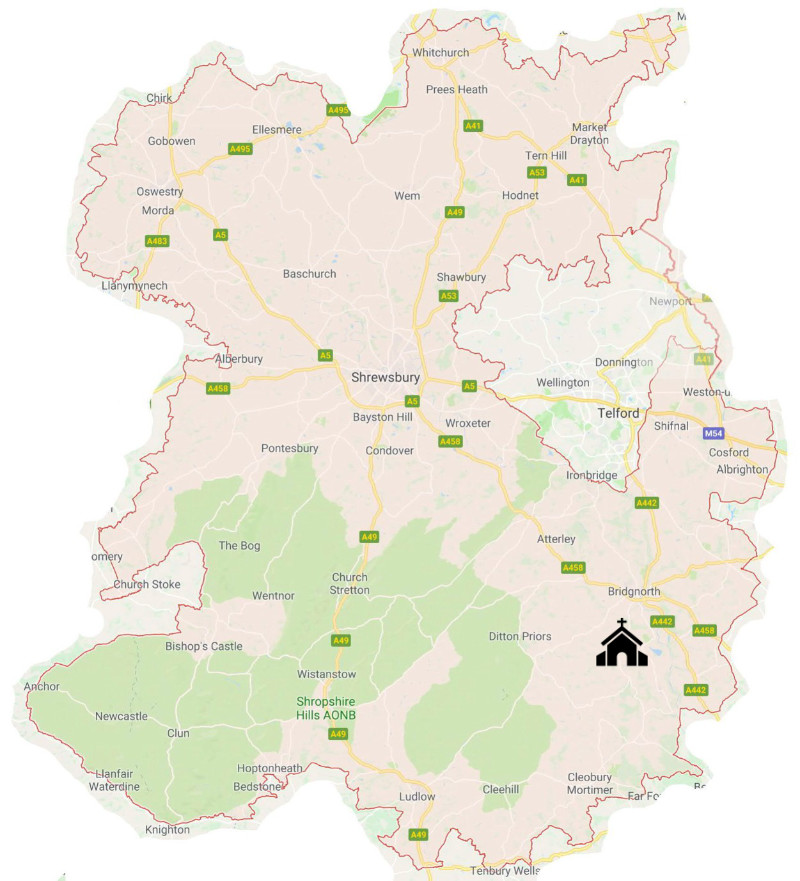 M
Whitchurch
Prees Heath
Chirk
A495
Gobowen
Ellesmere
A41
Market
Drayton
A495
Tern Hill
A53
A41
Oswestry
Wem
Hodnet
Morda
A49
A483
A5
Baschurch
Shawbury
Llanymynech
A53
Newport
Alberbury
A5
A41
Donnington
Shrewsbury
Wellington
A458
A5
Weston-u
A5
Bayston Hill
Wroxeter
Telford
Shifnal
M54
A458
Pontesbury
Condover
Cosford
Albrighton
Ironbridge
A442
The Bog
A49
Atterley
omery
Church Stoke
Church
Stretton
A458
Wentnor
Bridgnorth
A442
A458
Bishop's Castle
A49
Ditton Priors
Wistanstow
Anchor
A442
Shropshire
Hills AONB
Newcastle
Clun
A49
Llanfair
Waterdine
Hoptonheath
Bedstone
Cleobury
Mortimer
Ludlow
Cleehill
Far Fo
Knighton
A49
Tenbury Wells